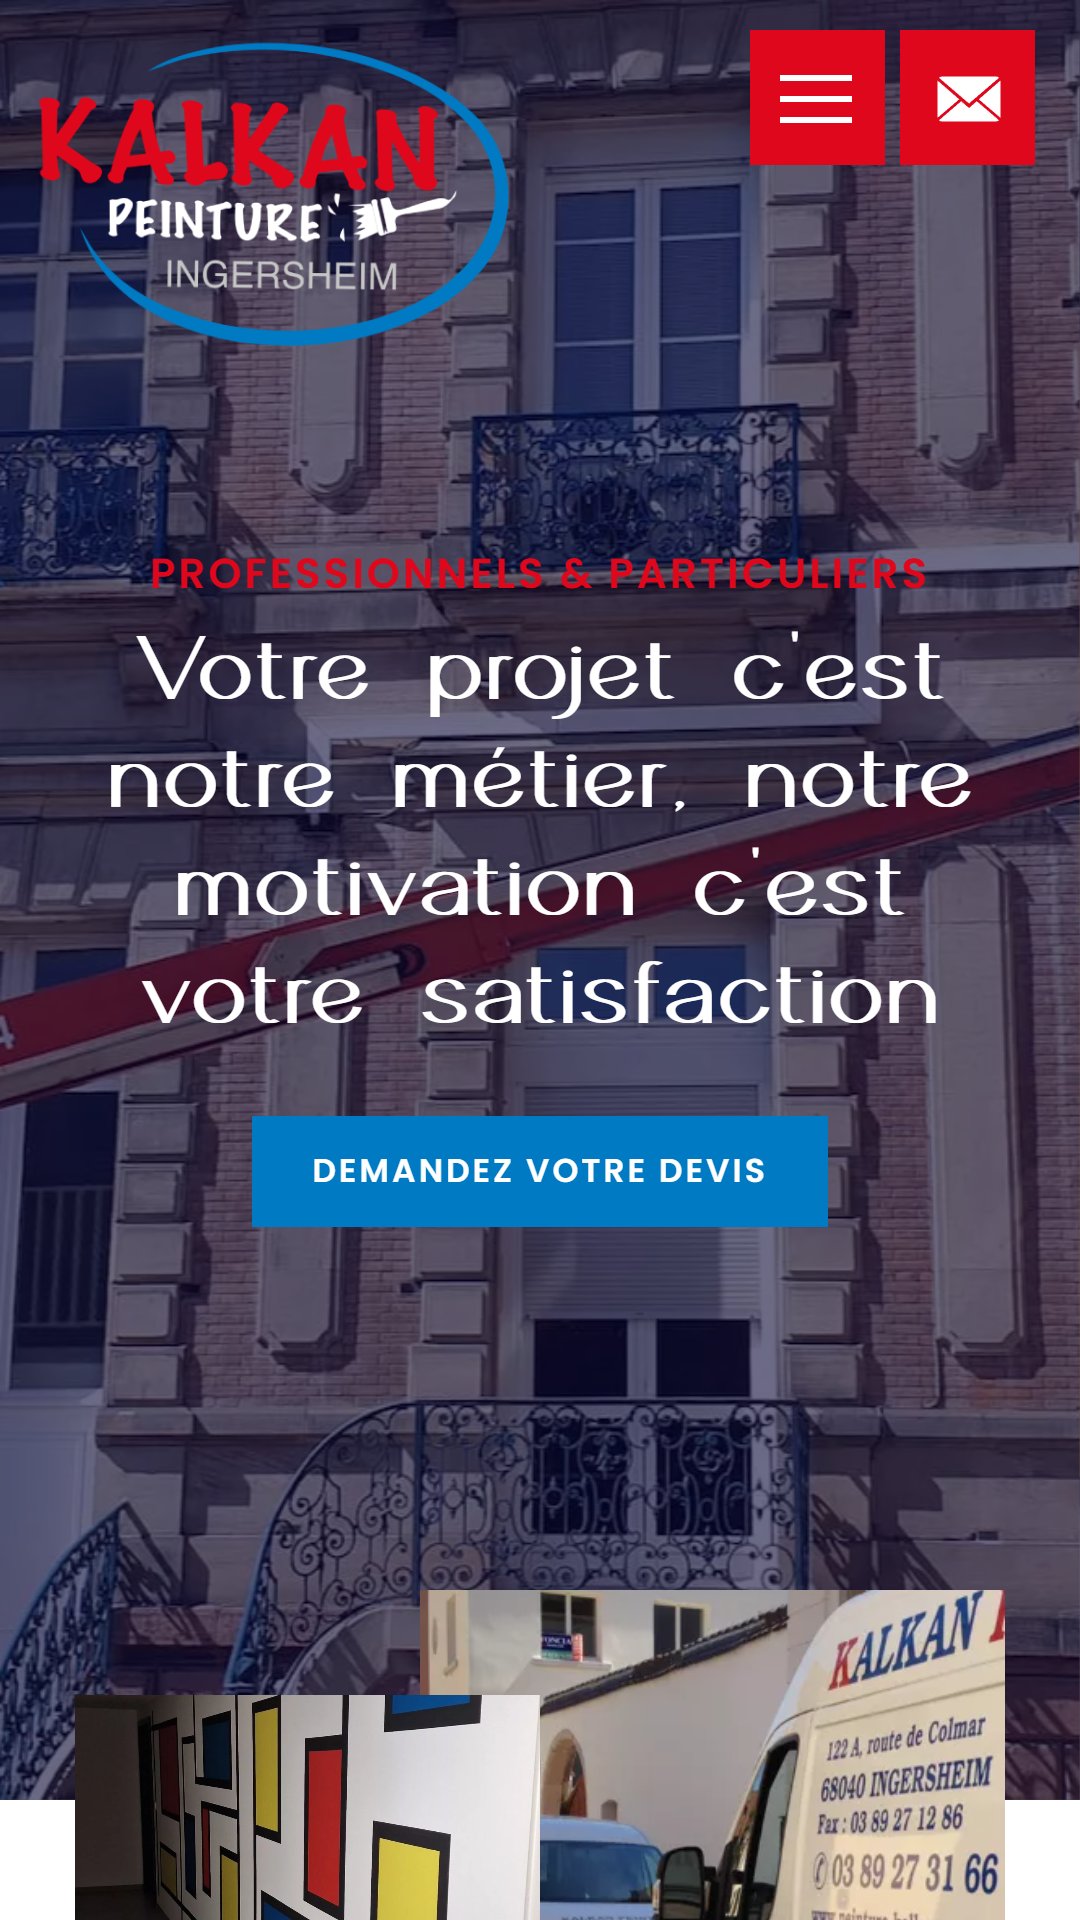 KALKAN
PEINTURE
INGERSHEIM
PROFESSIONNELS & PARTICULIERS
Votre projet c'est
notre métier, notre
motivation c'est
votre satisfaction
DEMANDEZ VOTRE DEVIS
KALKAN
122 A, route de Colmar
68040 INGERSHEIM
Fax : 03 89 27 12 86
03 89 27 31 66